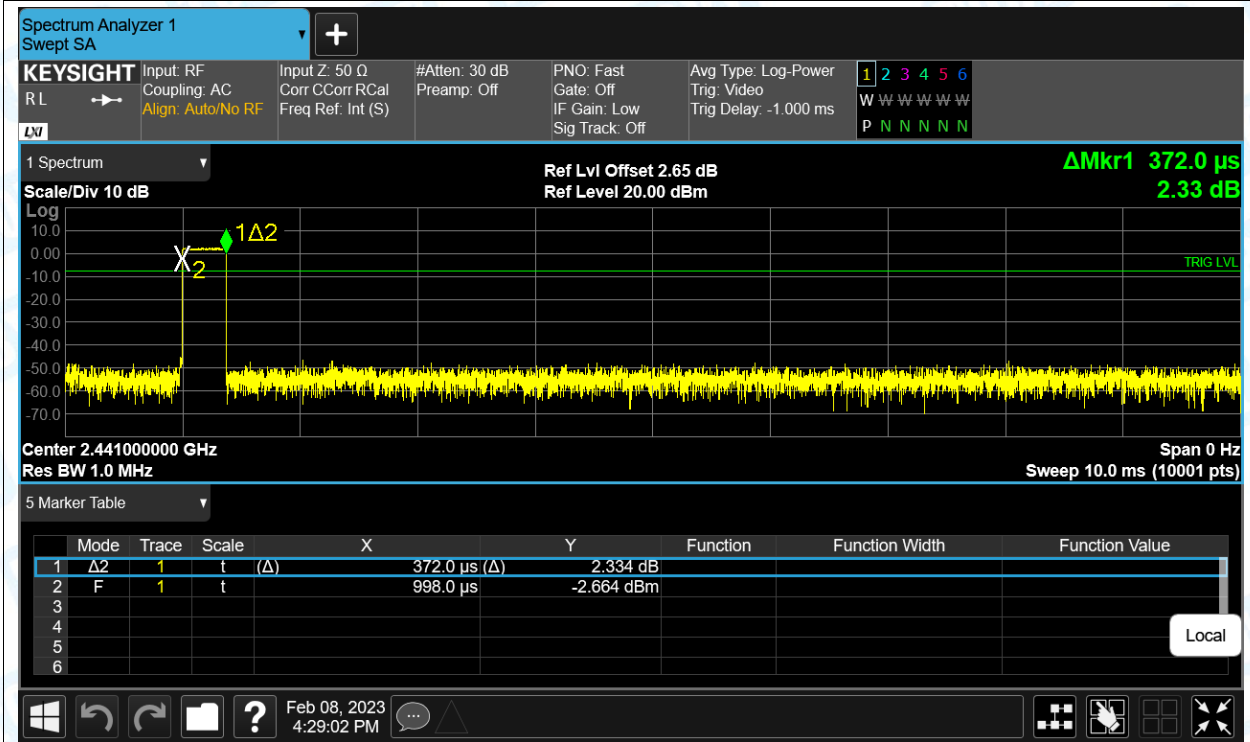 Spectrum Analyzer 1
Swept SA
KEYSIGHT
R L
LXI
Input: RF
Coupling: AC
Align: Auto/No RF
Input Z: 50 Ω
Corr CCorr RCal
Freq Ref: Int (S)
#Atten: 30 dB
Preamp: Off
PNO: Fast
Gate: Off
IF Gain: Low
Sig Track: Off
Avg Type: Log-Power
Trig: Video
Trig Delay: -1.000 ms
1 2 3 4 5 6
W W W W W W
P N N N N N
1 Spectrum
Scale/Div 10 dB
Ref Lvl Offset 2.65 dB
Ref Level 20.00 dBm
ΔMkr1 372.0 µs
2.33 dB
Log
10.0
0.00
-10.0
-20.0
-30.0
-40.0
-50.0
-60.0
-70.0
1Δ2
2
TRIG LVL
Center 2.441000000 GHz
Res BW 1.0 MHz
Span 0 Hz
Sweep 10.0 ms (10001 pts)
5 Marker Table
Mode Trace Scale X Y Function Function Width Function Value
1 Δ2 1 t (Δ) 372.0 µs (Δ) 2.334 dB
2 F 1 t 998.0 µs -2.664 dBm
3
4
5
6
Local
?
Feb 08, 2023
4:29:02 PM